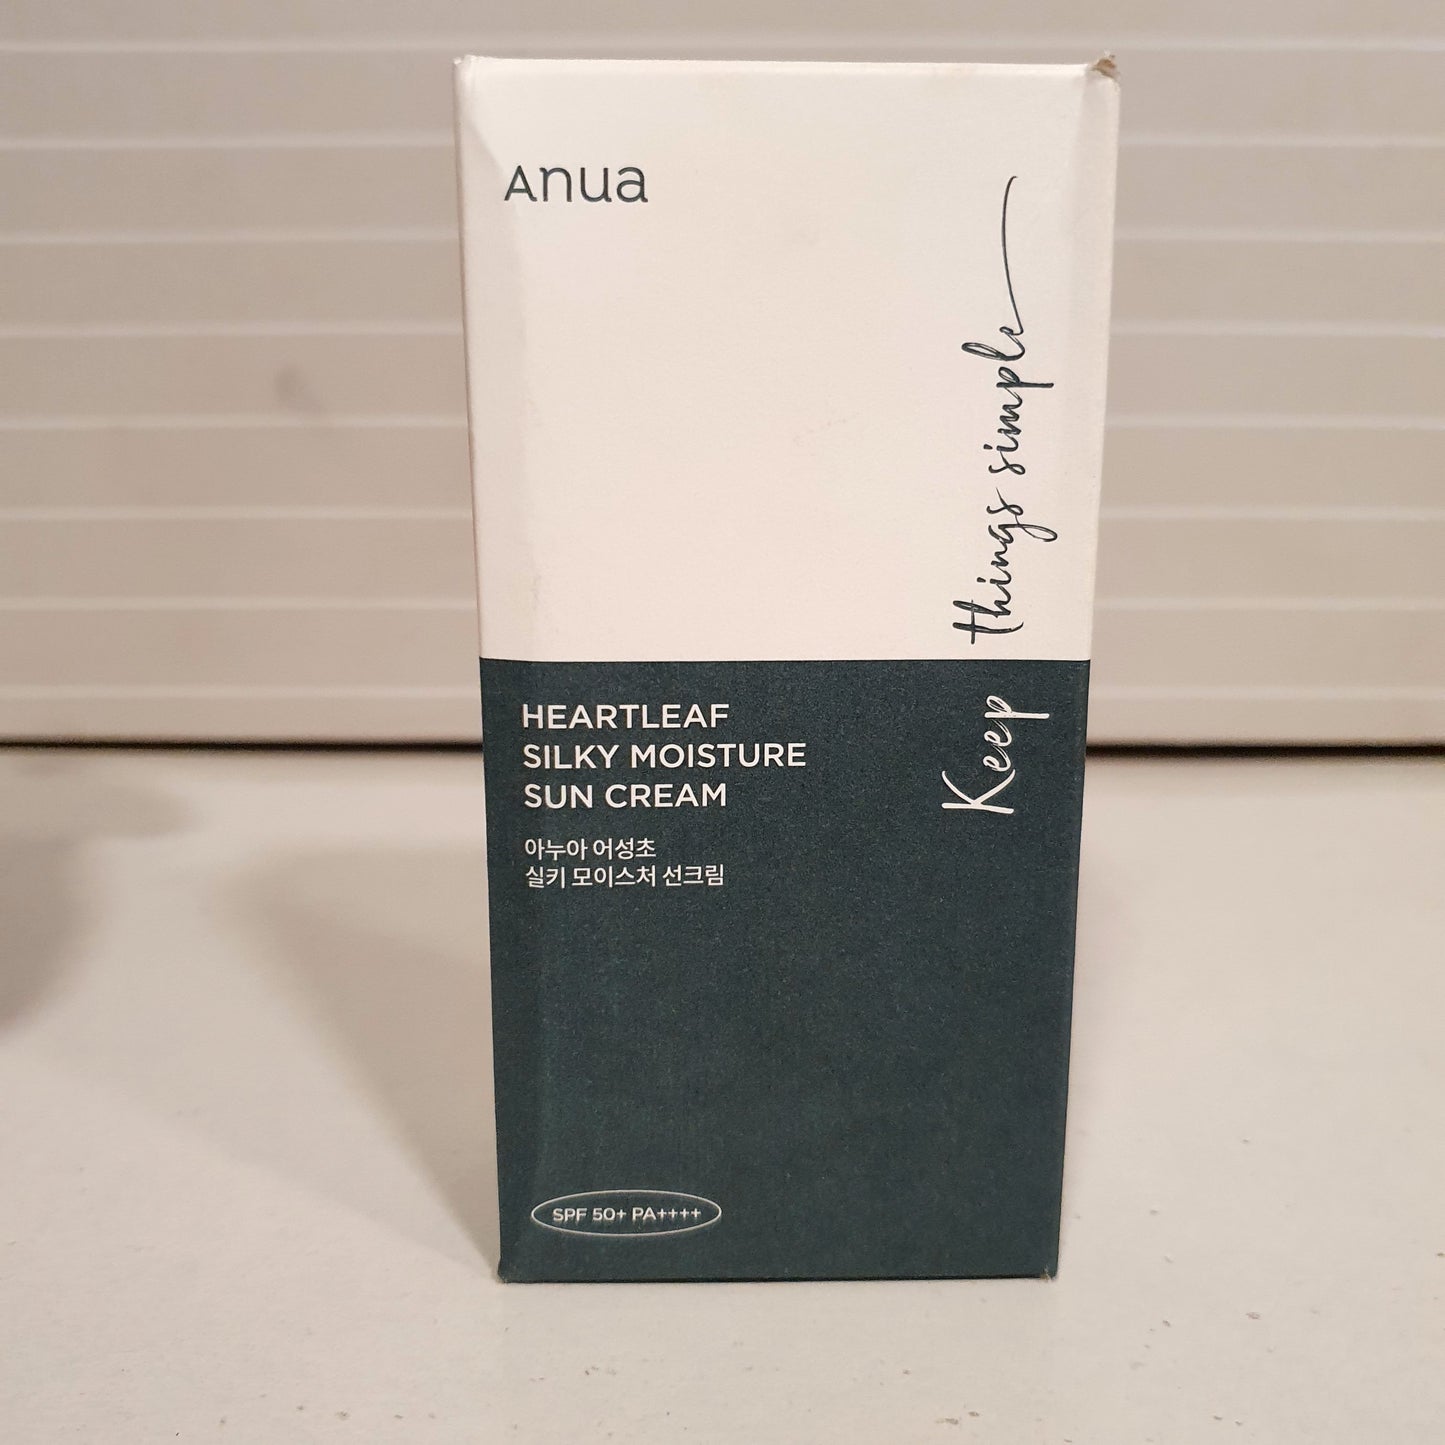 Anua
Keep things simple
HEARTLEAF
SILKY MOISTURE
SUN CREAM
아누아 어성초
실키 모이스처 선크림
SPF 50+ PA++++